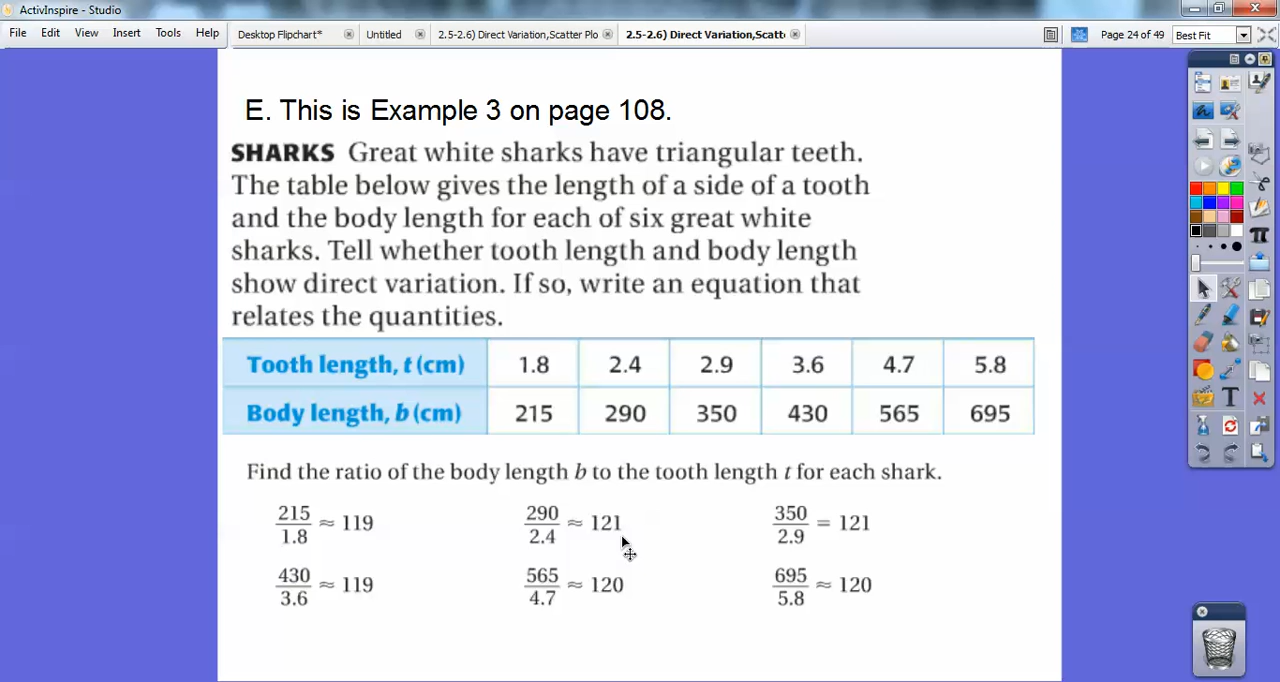 ActivInspire - Studio
File Edit View Insert Tools Help Desktop Flipchart* Untitled 2.5-2.6) Direct Variation,Scatter Plo 2.5-2.6) Direct Variation,Scatt Page 24 of 49 Best Fit
E. This is Example 3 on page 108.
SHARKS Great white sharks have triangular teeth.
The table below gives the length of a side of a tooth
and the body length for each of six great white
sharks. Tell whether tooth length and body length
show direct variation. If so, write an equation that
relates the quantities.
Tooth length, t (cm) 1.8 2.4 2.9 3.6 4.7 5.8
Body length, b (cm) 215 290 350 430 565 695
Find the ratio of the body length b to the tooth length t for each shark.
215/1.8 ≈ 119 290/2.4 ≈ 121 350/2.9 = 121
430/3.6 ≈ 119 565/4.7 ≈ 120 695/5.8 ≈ 120